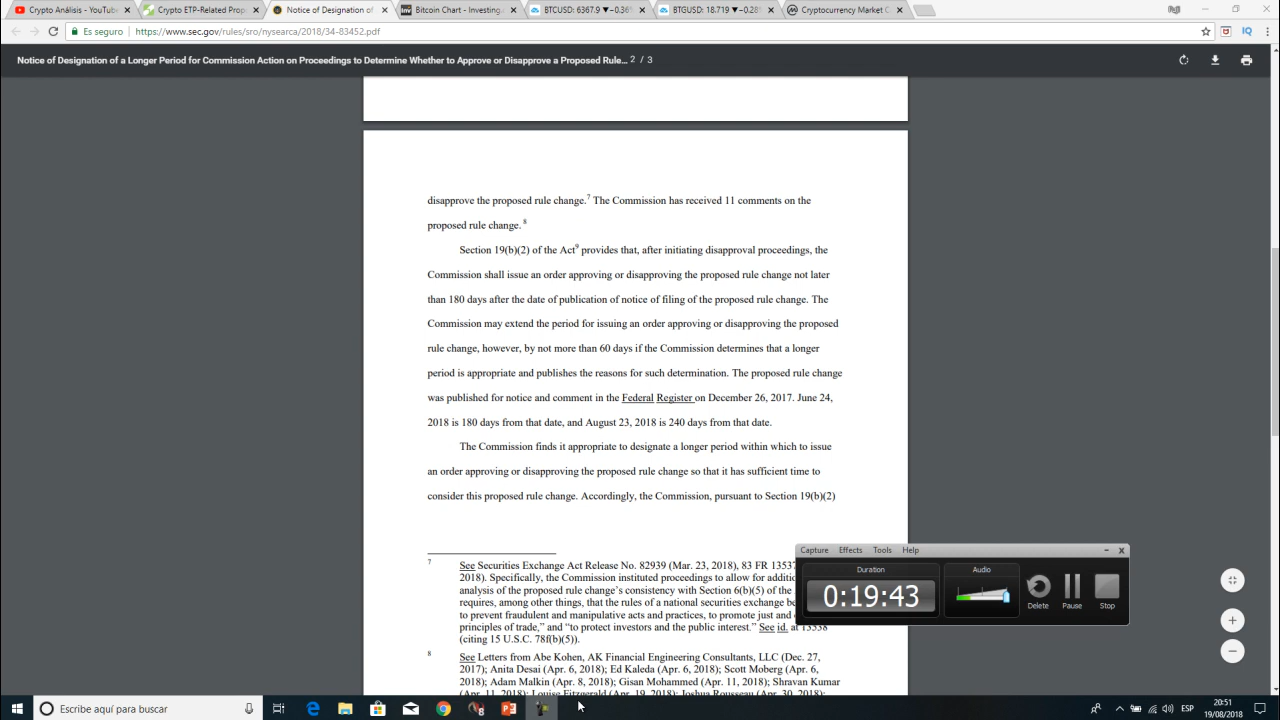 Crypto Análisis - YouTub
Crypto ETP-Related Propo
Notice of Designation of
Bitcoin Chart - Investing.
BTCUSD: 6367.9 ▼−0.36%
BTGUSD: 18.719 ▼−0.28%
Cryptocurrency Market C
Es seguro
https://www.sec.gov/rules/sro/nysearca/2018/34-83452.pdf
Notice of Designation of a Longer Period for Commission Action on Proceedings to Determine Whether to Approve or Disapprove a Proposed Rule... 2 / 3
disapprove the proposed rule change.7 The Commission has received 11 comments on the
proposed rule change. 8
Section 19(b)(2) of the Act9 provides that, after initiating disapproval proceedings, the
Commission shall issue an order approving or disapproving the proposed rule change not later
than 180 days after the date of publication of notice of filing of the proposed rule change. The
Commission may extend the period for issuing an order approving or disapproving the proposed
rule change, however, by not more than 60 days if the Commission determines that a longer
period is appropriate and publishes the reasons for such determination. The proposed rule change
was published for notice and comment in the Federal Register on December 26, 2017. June 24,
2018 is 180 days from that date, and August 23, 2018 is 240 days from that date.
The Commission finds it appropriate to designate a longer period within which to issue
an order approving or disapproving the proposed rule change so that it has sufficient time to
consider this proposed rule change. Accordingly, the Commission, pursuant to Section 19(b)(2)
7
See Securities Exchange Act Release No. 82939 (Mar. 23, 2018), 83 FR 13537
2018). Specifically, the Commission instituted proceedings to allow for additio
analysis of the proposed rule change's consistency with Section 6(b)(5) of the
requires, among other things, that the rules of a national securities exchange be
to prevent fraudulent and manipulative acts and practices, to promote just and
principles of trade," and "to protect investors and the public interest." See id. at 13538
(citing 15 U.S.C. 78f(b)(5)).
8
See Letters from Abe Kohen, AK Financial Engineering Consultants, LLC (Dec. 27,
2017); Anita Desai (Apr. 6, 2018); Ed Kaleda (Apr. 6, 2018); Scott Moberg (Apr. 6,
2018); Adam Malkin (Apr. 8, 2018); Gisan Mohammed (Apr. 11, 2018); Shravan Kumar
(Apr. 11, 2018); Louise Fitzgerald (Apr. 19, 2018); Joshua Rousseau (Apr. 30, 2018);
Capture Effects Tools Help
Duration
Audio
0:19:43
Delete
Pause
Stop
Escribe aquí para buscar
ESP
20:51
19/08/2018